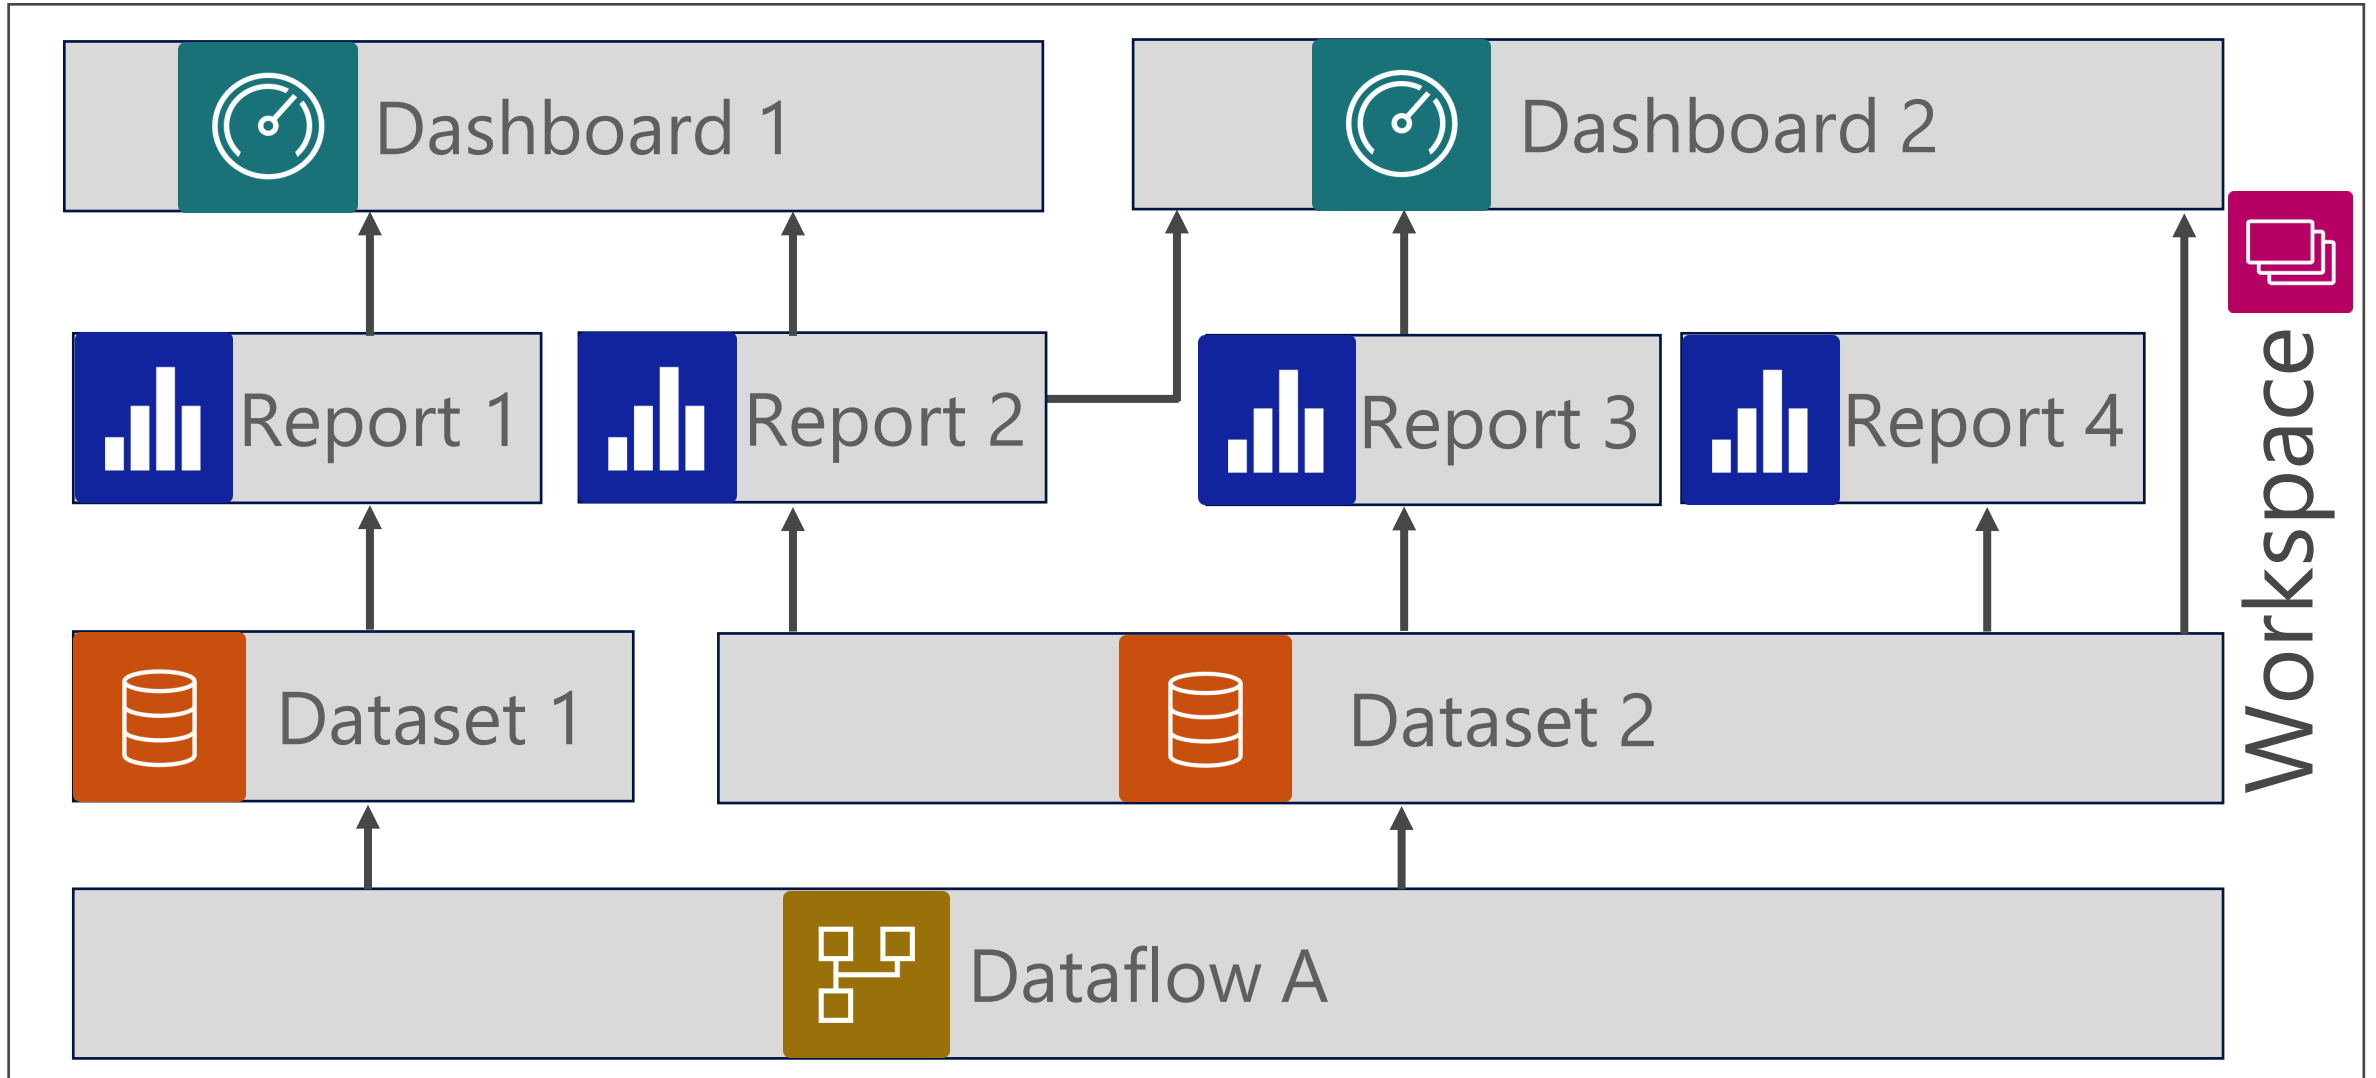 Dashboard 1
Dashboard 2
Report 1
Report 2
Report 3
Report 4
Workspace
Dataset 1
Dataset 2
Dataflow A